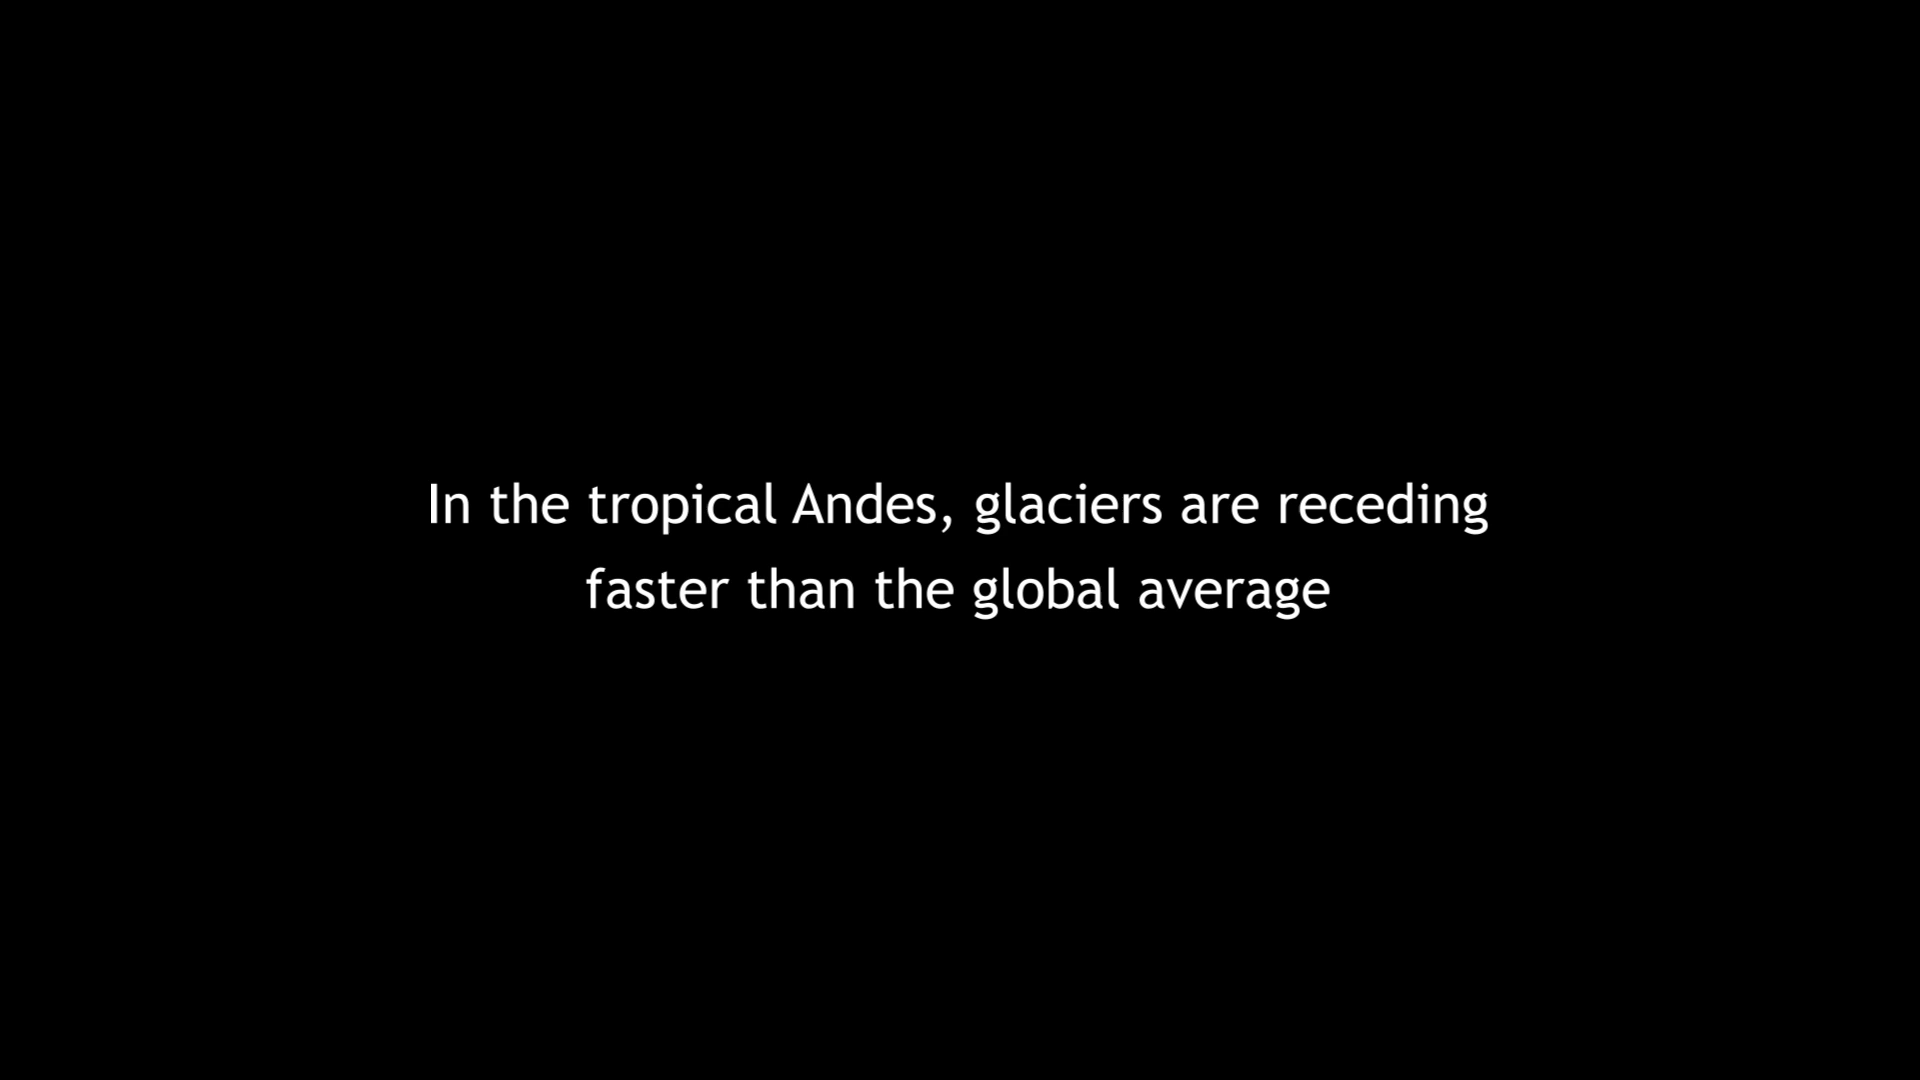 In the tropical Andes, glaciers are receding
faster than the global average